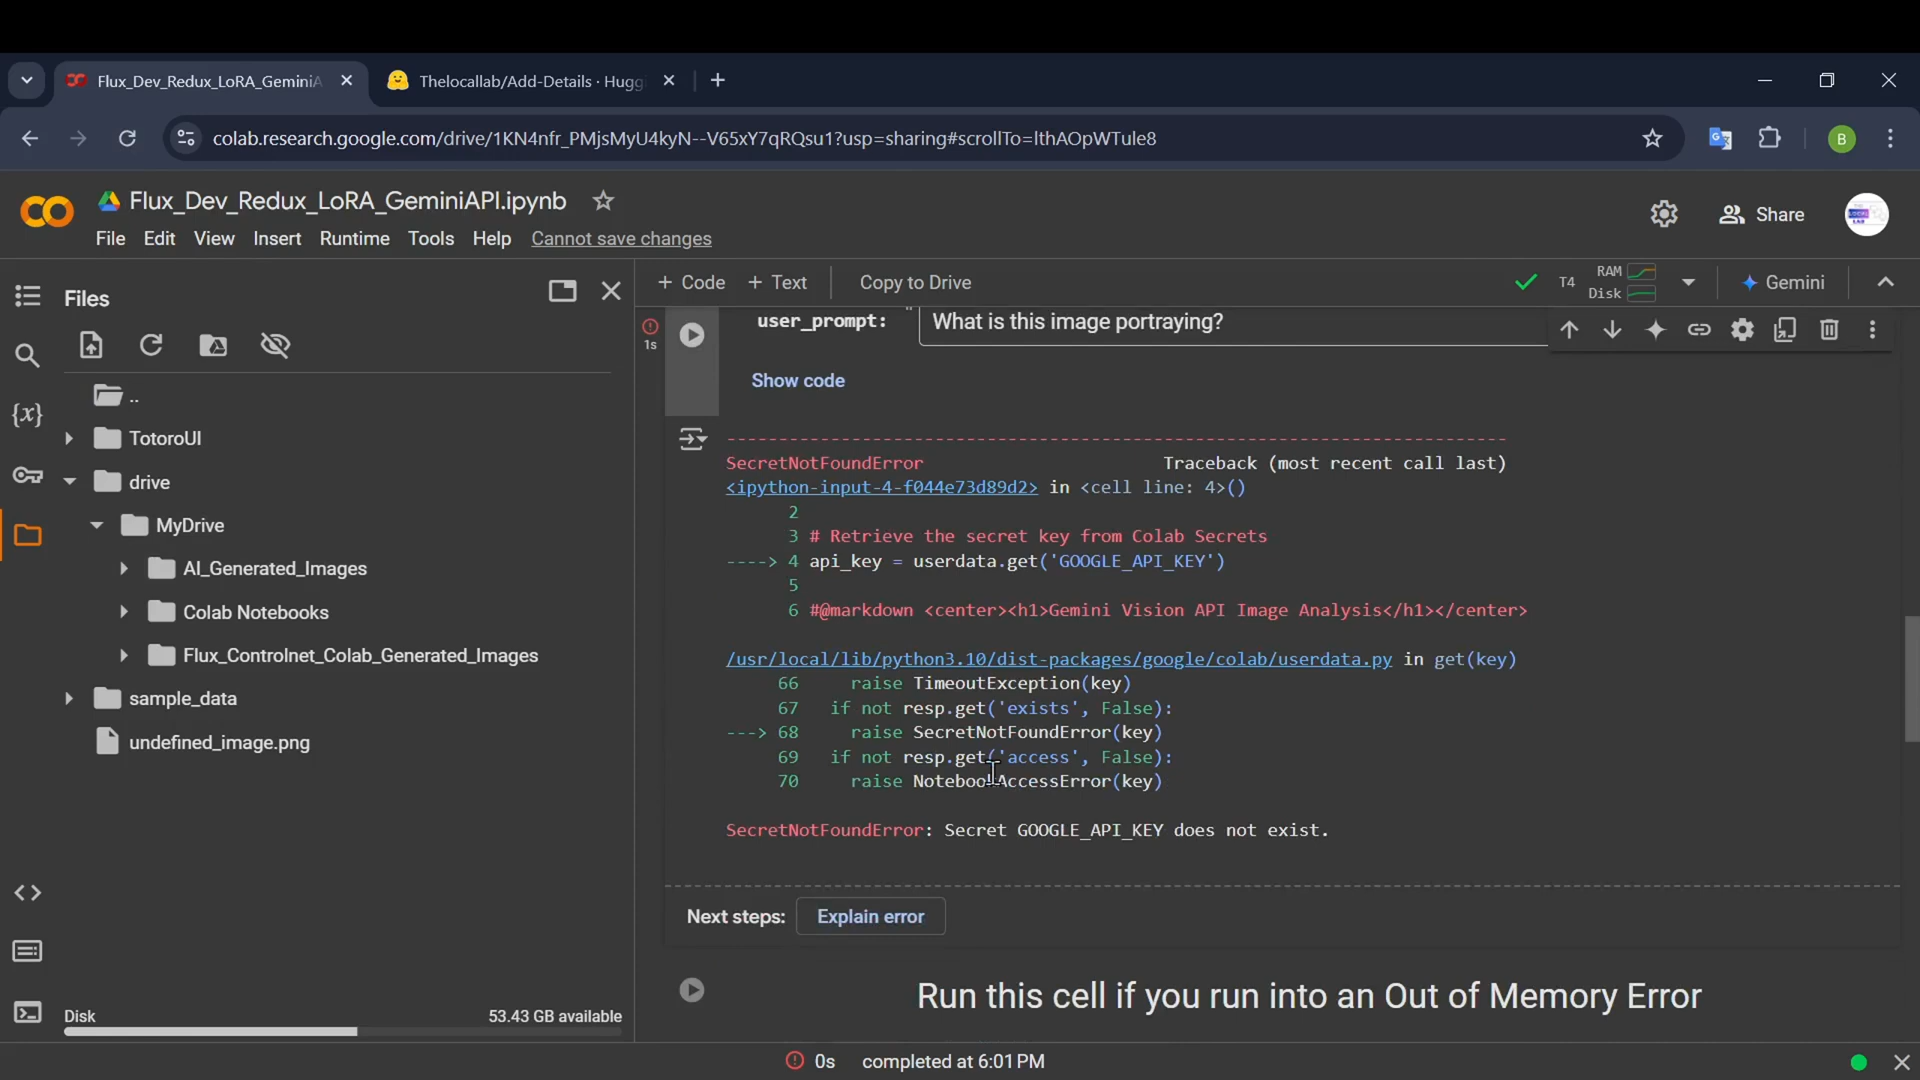 Flux_Dev_Redux_LoRA_GeminiA
Thelocallab/Add-Details · Hugg
colab.research.google.com/drive/1KN4nfr_PMjsMyU4kyN--V65xY7qRQsu1?usp=sharing#scrollTo=lthAOpWTule8
B
Flux_Dev_Redux_LoRA_GeminiAPI.ipynb
Share
File Edit View Insert Runtime Tools Help Cannot save changes
Files
+ Code + Text Copy to Drive
T4
RAM
Disk
Gemini
user_prompt: " What is this image portraying?
1s
Show code
..
TotoroUI
drive
MyDrive
AI_Generated_Images
Colab Notebooks
Flux_Controlnet_Colab_Generated_Images
sample_data
undefined_image.png
{x}
---------------------------------------------------------------------------
SecretNotFoundError Traceback (most recent call last)
<ipython-input-4-f044e73d89d2> in <cell line: 4>()
2
3 # Retrieve the secret key from Colab Secrets
----> 4 api_key = userdata.get('GOOGLE_API_KEY')
5
6 #@markdown <center><h1>Gemini Vision API Image Analysis</h1></center>
/usr/local/lib/python3.10/dist-packages/google/colab/userdata.py in get(key)
66 raise TimeoutException(key)
67 if not resp.get('exists', False):
---> 68 raise SecretNotFoundError(key)
69 if not resp.get('access', False):
70 raise NotebookAccessError(key)
SecretNotFoundError: Secret GOOGLE_API_KEY does not exist.
Next steps: Explain error
Run this cell if you run into an Out of Memory Error
Disk 53.43 GB available
0s completed at 6:01 PM